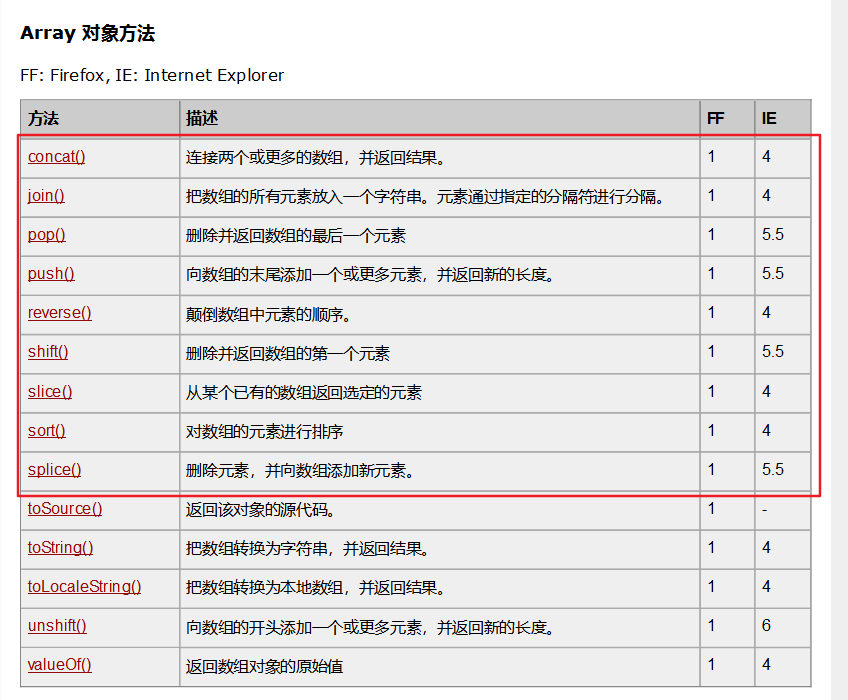 Array 对象方法
FF: Firefox, IE: Internet Explorer
方法 描述 FF IE
concat() 连接两个或更多的数组，并返回结果。 1 4
join() 把数组的所有元素放入一个字符串。元素通过指定的分隔符进行分隔。 1 4
pop() 删除并返回数组的最后一个元素 1 5.5
push() 向数组的末尾添加一个或更多元素，并返回新的长度。 1 5.5
reverse() 颠倒数组中元素的顺序。 1 4
shift() 删除并返回数组的第一个元素 1 5.5
slice() 从某个已有的数组返回选定的元素 1 4
sort() 对数组的元素进行排序 1 4
splice() 删除元素，并向数组添加新元素。 1 5.5
toSource() 返回该对象的源代码。 1 -
toString() 把数组转换为字符串，并返回结果。 1 4
toLocaleString() 把数组转换为本地数组，并返回结果。 1 4
unshift() 向数组的开头添加一个或更多元素，并返回新的长度。 1 6
valueOf() 返回数组对象的原始值 1 4